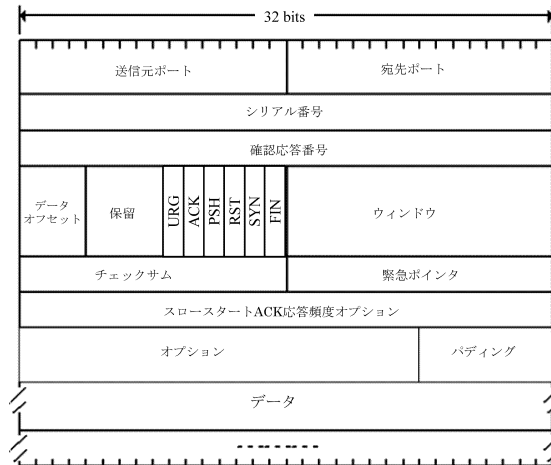 32 bits
送信元ポート
宛先ポート
シリアル番号
確認応答番号
データ
オフセット
保留
URG
ACK
PSH
RST
SYN
FIN
ウィンドウ
チェックサム
緊急ポインタ
スロースタートACK応答頻度オプション
オプション
パディング
データ